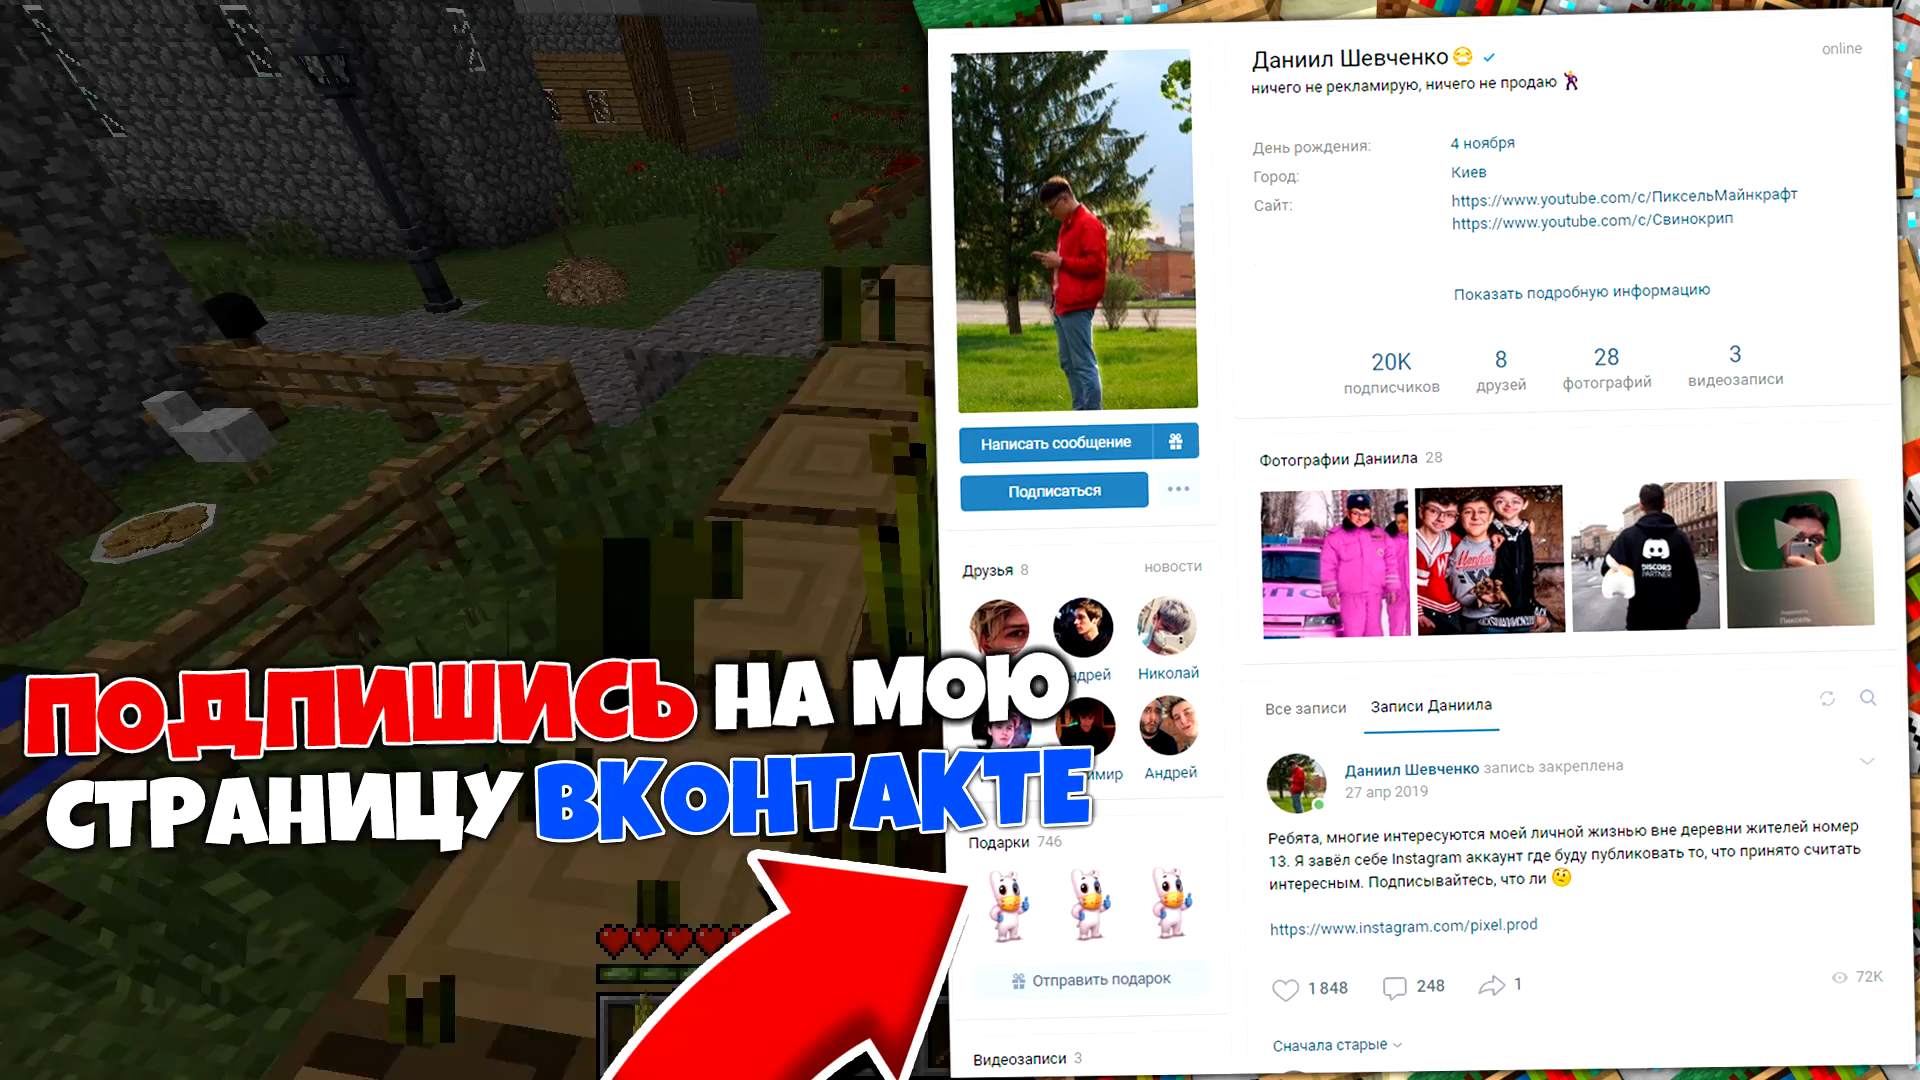 ПОДПИШИСЬ НА МОЮ
СТРАНИЦУ ВКОНТАКТЕ
Даниил Шевченко
online
ничего не рекламирую, ничего не продаю
День рождения: 4 ноября
Город: Киев
Сайт: https://www.youtube.com/c/ПиксельМайнкрафт
https://www.youtube.com/c/Свинокрип
Показать подробную информацию
20K 8 28 3
подписчиков друзей фотографий видеозаписи
Написать сообщение
Подписаться
Фотографии Даниила 28
DISCORD
PARTNER
Пиксель
Друзья 8 новости
Николай
Андрей
Подарки 746
Отправить подарок
Видеозаписи 3
Все записи Записи Даниила
Даниил Шевченко запись закреплена
27 апр 2019
Ребята, многие интересуются моей личной жизнью вне деревни жителей номер
13. Я завёл себе Instagram аккаунт где буду публиковать то, что принято считать
интересным. Подписывайтесь, что ли
https://www.instagram.com/pixel.prod
1 848 248 1 72K
Сначала старые